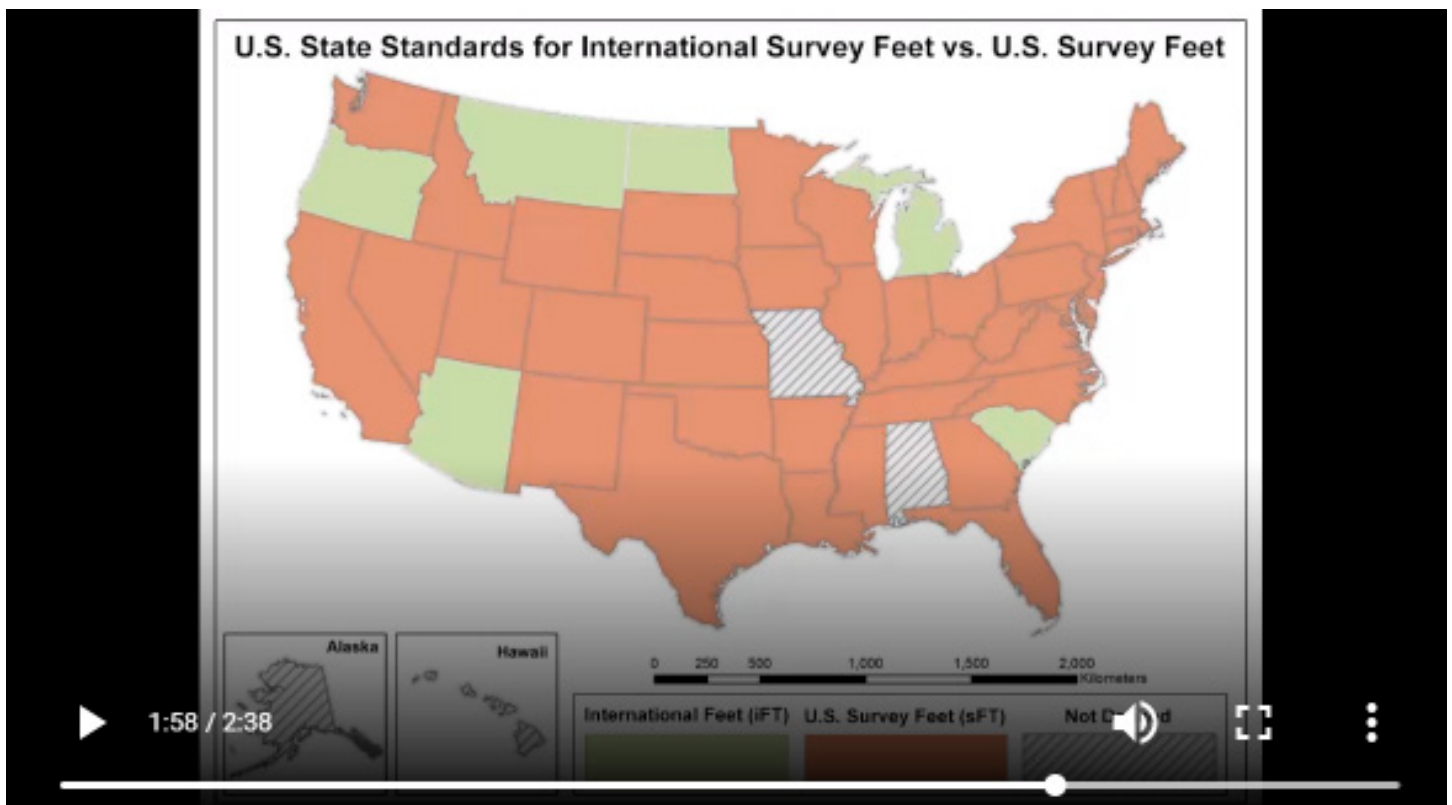 U.S. State Standards for International Survey Feet vs. U.S. Survey Feet
Alaska
Hawaii
0 250 500 1,000 1,500 2,000
Kilometers
International Feet (iFT) U.S. Survey Feet (sFT) Not
1:58 / 2:38